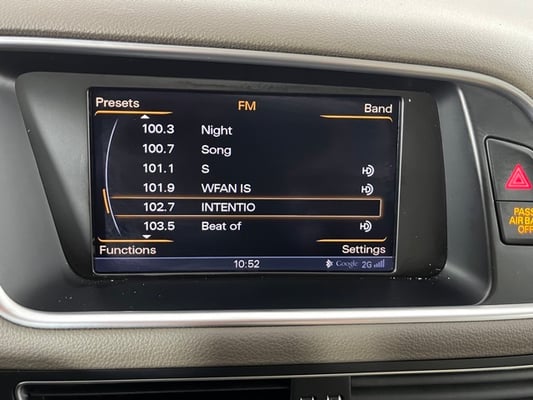 Presets FM Band
100.3 Night
100.7 Song
101.1 S
101.9 WFAN IS
102.7 INTENTIO
103.5 Beat of
Functions Settings
10:52 Google 2G
PASS
AIR BA
OFF